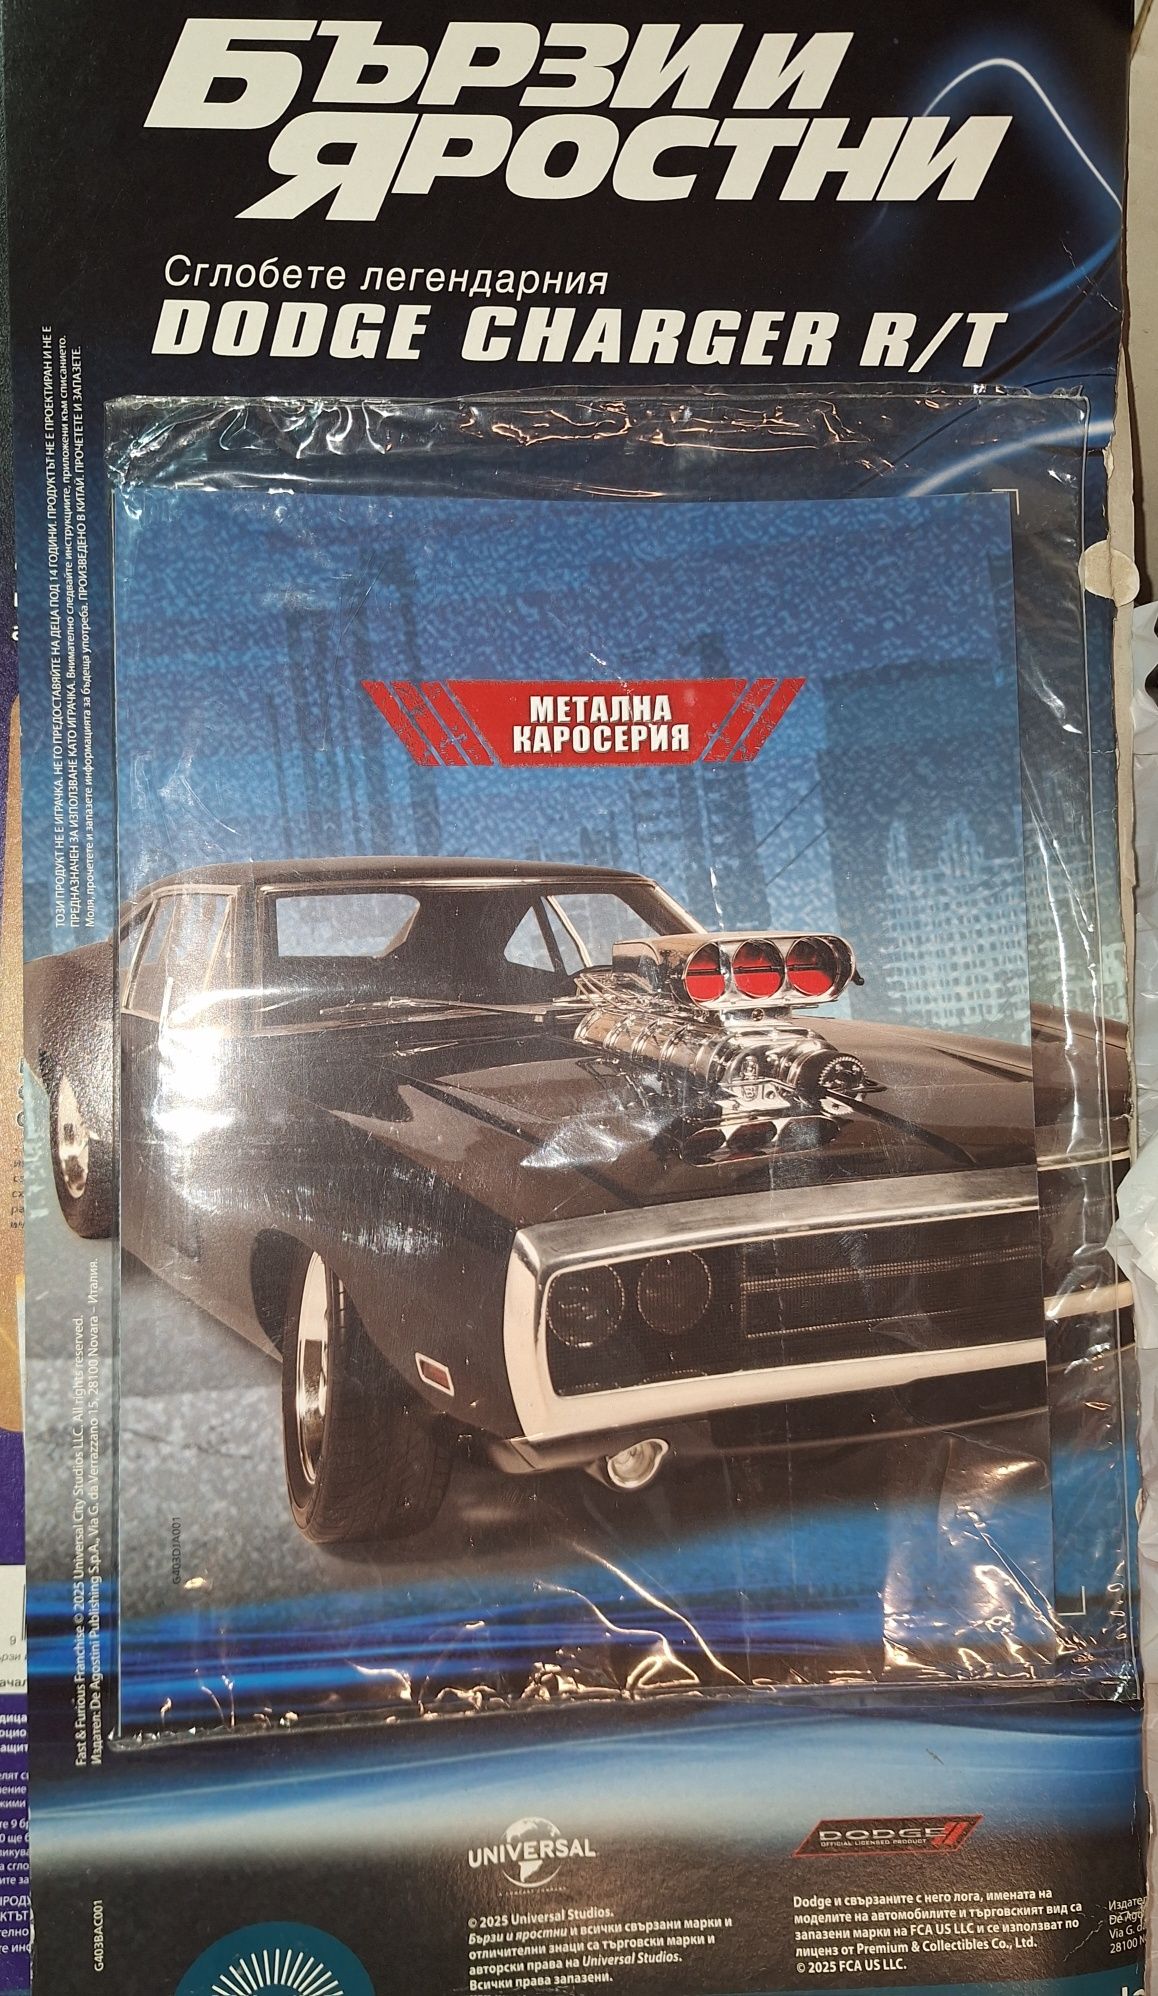 БЪРЗИ И
ЯРОСТНИ
Сглобете легендарния
DODGE CHARGER R/T
ТОЗИ ПРОДУКТ НЕ Е ИГРАЧКА. НЕ ГО ПРЕДОСТАВЯЙТЕ НА ДЕЦА ПОД 14 ГОДИНИ. ПРОДУКТЪТ НЕ Е ПРОЕКТИРАН И НЕ Е
ПРЕДНАЗНАЧЕН ЗА ИЗПОЛЗВАНЕ КАТО ИГРАЧКА. Внимателно следвайте инструкциите, приложени към списанието.
Моля, прочетете и запазете информацията за бъдеща употреба. ПРОИЗВЕДЕНО В КИТАЙ. ПРОЧЕТЕТЕ И ЗАПАЗЕТЕ.
МЕТАЛНА
КАРОСЕРИЯ
G403DJA001
Fast & Furious Franchise © 2025 Universal City Studios LLC. All rights reserved.
Издател: De Agostini Publishing S.p.A., Via G. da Verrazzano 15, 28100 Novara – Италия.
G403BAC001
UNIVERSAL
A COMCAST COMPANY
© 2025 Universal Studios.
Бързи и яростни и всички свързани марки и
отличителни знаци са търговски марки и
авторски права на Universal Studios.
Всички права запазени.
DODGE
OFFICIAL LICENSED PRODUCT
Dodge и свързаните с него лога, имената на
моделите на автомобилите и търговският вид са
запазени марки на FCA US LLC и се използват по
лиценз от Premium & Collectibles Co., Ltd.
© 2025 FCA US LLC.
Via G.
28100